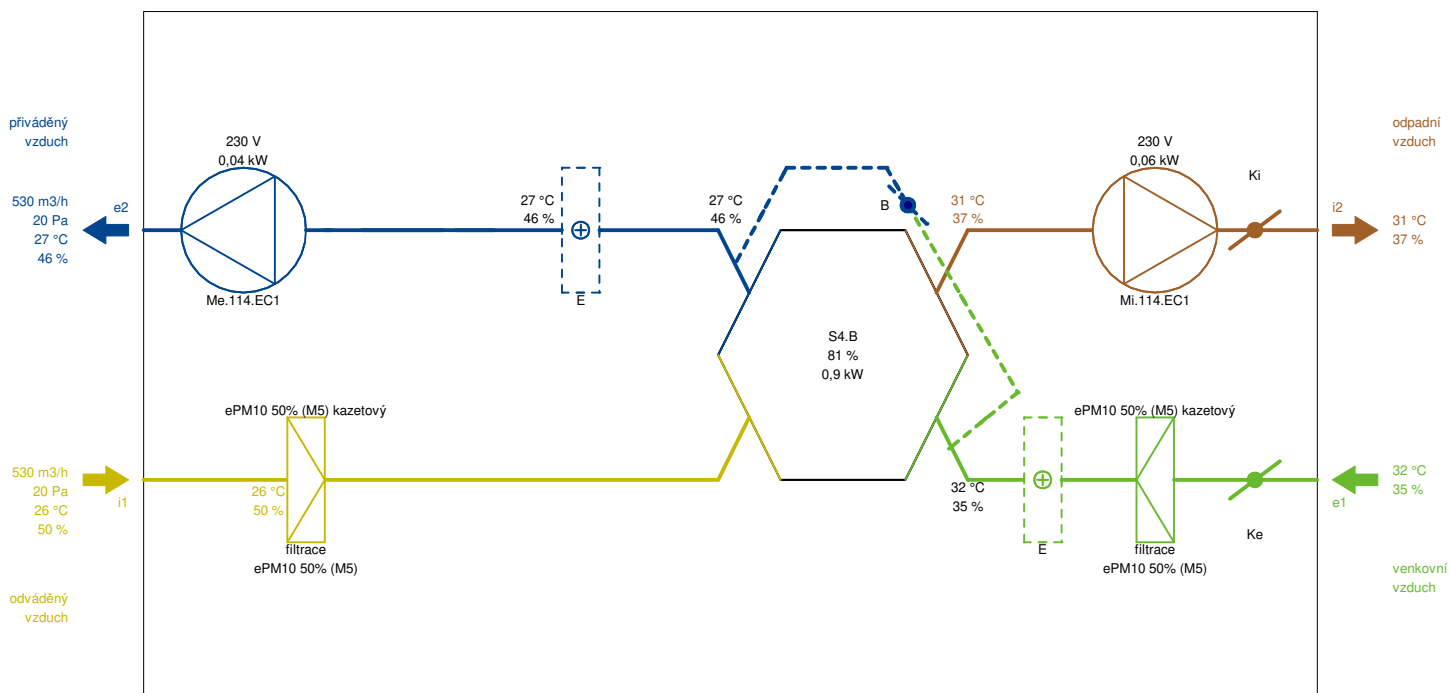 přiváděný
vzduch
530 m3/h
20 Pa
27 °C
46 %
e2
230 V
0,04 kW
Me.114.EC1
27 °C
46 %
E
27 °C
46 %
B
31 °C
37 %
230 V
0,06 kW
Mi.114.EC1
Ki
odpadní
vzduch
i2
31 °C
37 %
S4.B
81 %
0,9 kW
530 m3/h
20 Pa
26 °C
50 %
i1
odváděný
vzduch
ePM10 50% (M5) kazetový
26 °C
50 %
filtrace
ePM10 50% (M5)
32 °C
35 %
E
ePM10 50% (M5) kazetový
filtrace
ePM10 50% (M5)
Ke
32 °C
35 %
e1
venkovní
vzduch